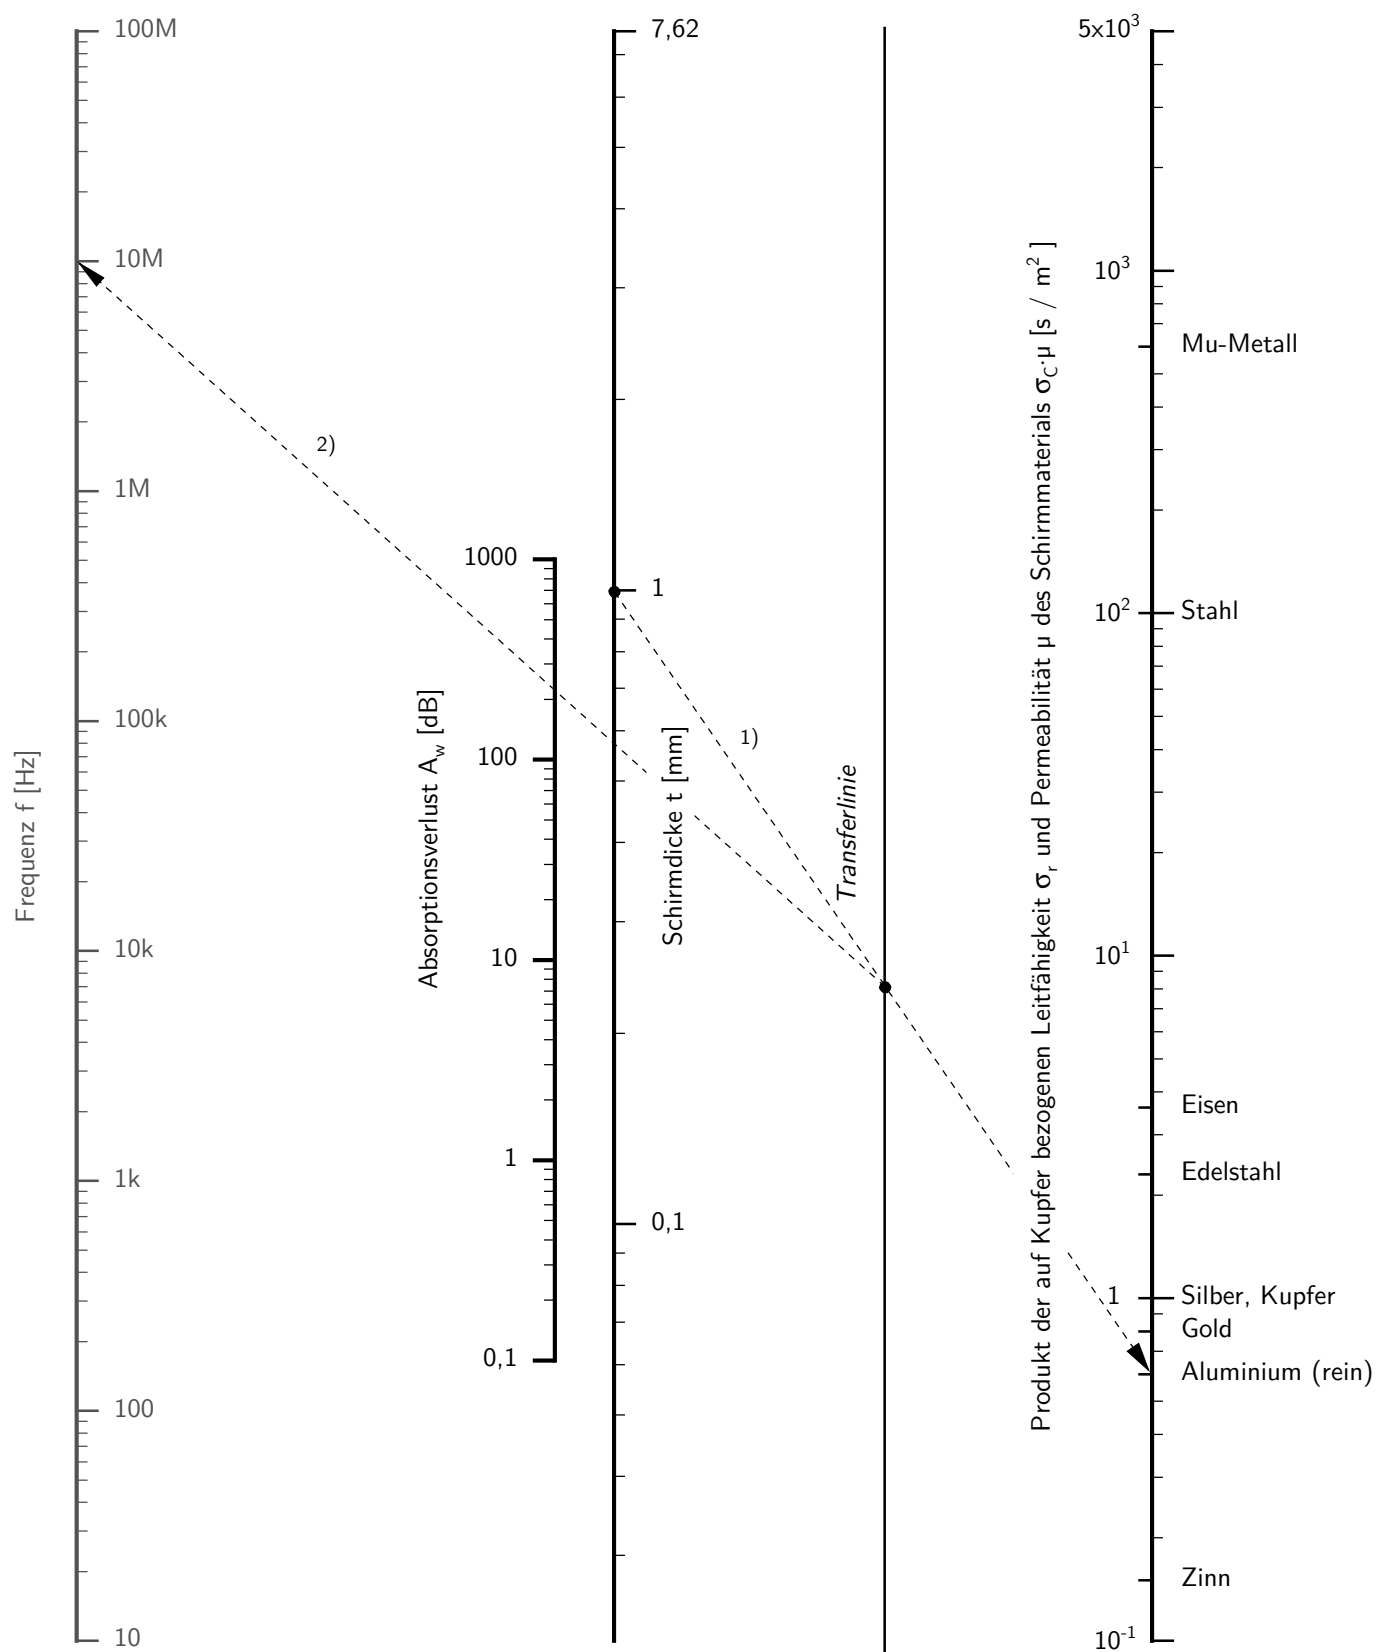 Frequenz f [Hz]
100M
10M
1M
100k
10k
1k
100
10
2)
Absorptionsverlust A_w [dB]
1000
100
10
1
0,1
7,62
1
0,1
Schirmdicke t [mm]
1)
Transferlinie
Produkt der auf Kupfer bezogenen Leitfähigkeit σ_r und Permeabilität μ des Schirmmaterials σ_C·μ [s / m²]
5x10³
10³
Mu-Metall
10² Stahl
10¹
Eisen
Edelstahl
1 Silber, Kupfer
Gold
Aluminium (rein)
Zinn
10⁻¹